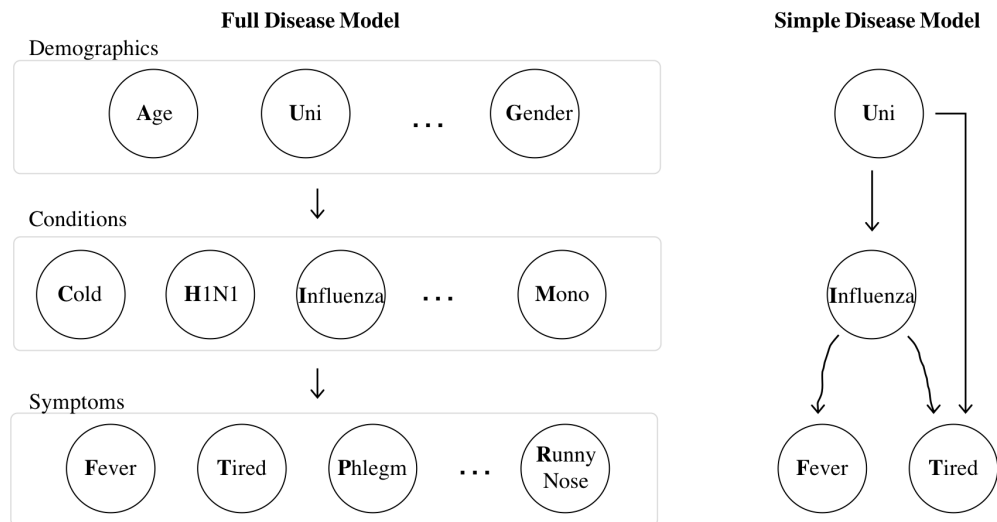 Full Disease Model
Demographics
Age
Uni
...
Gender
Conditions
Cold
H1N1
Influenza
...
Mono
Symptoms
Fever
Tired
Phlegm
...
Runny
Nose
Simple Disease Model
Uni
Influenza
Fever
Tired